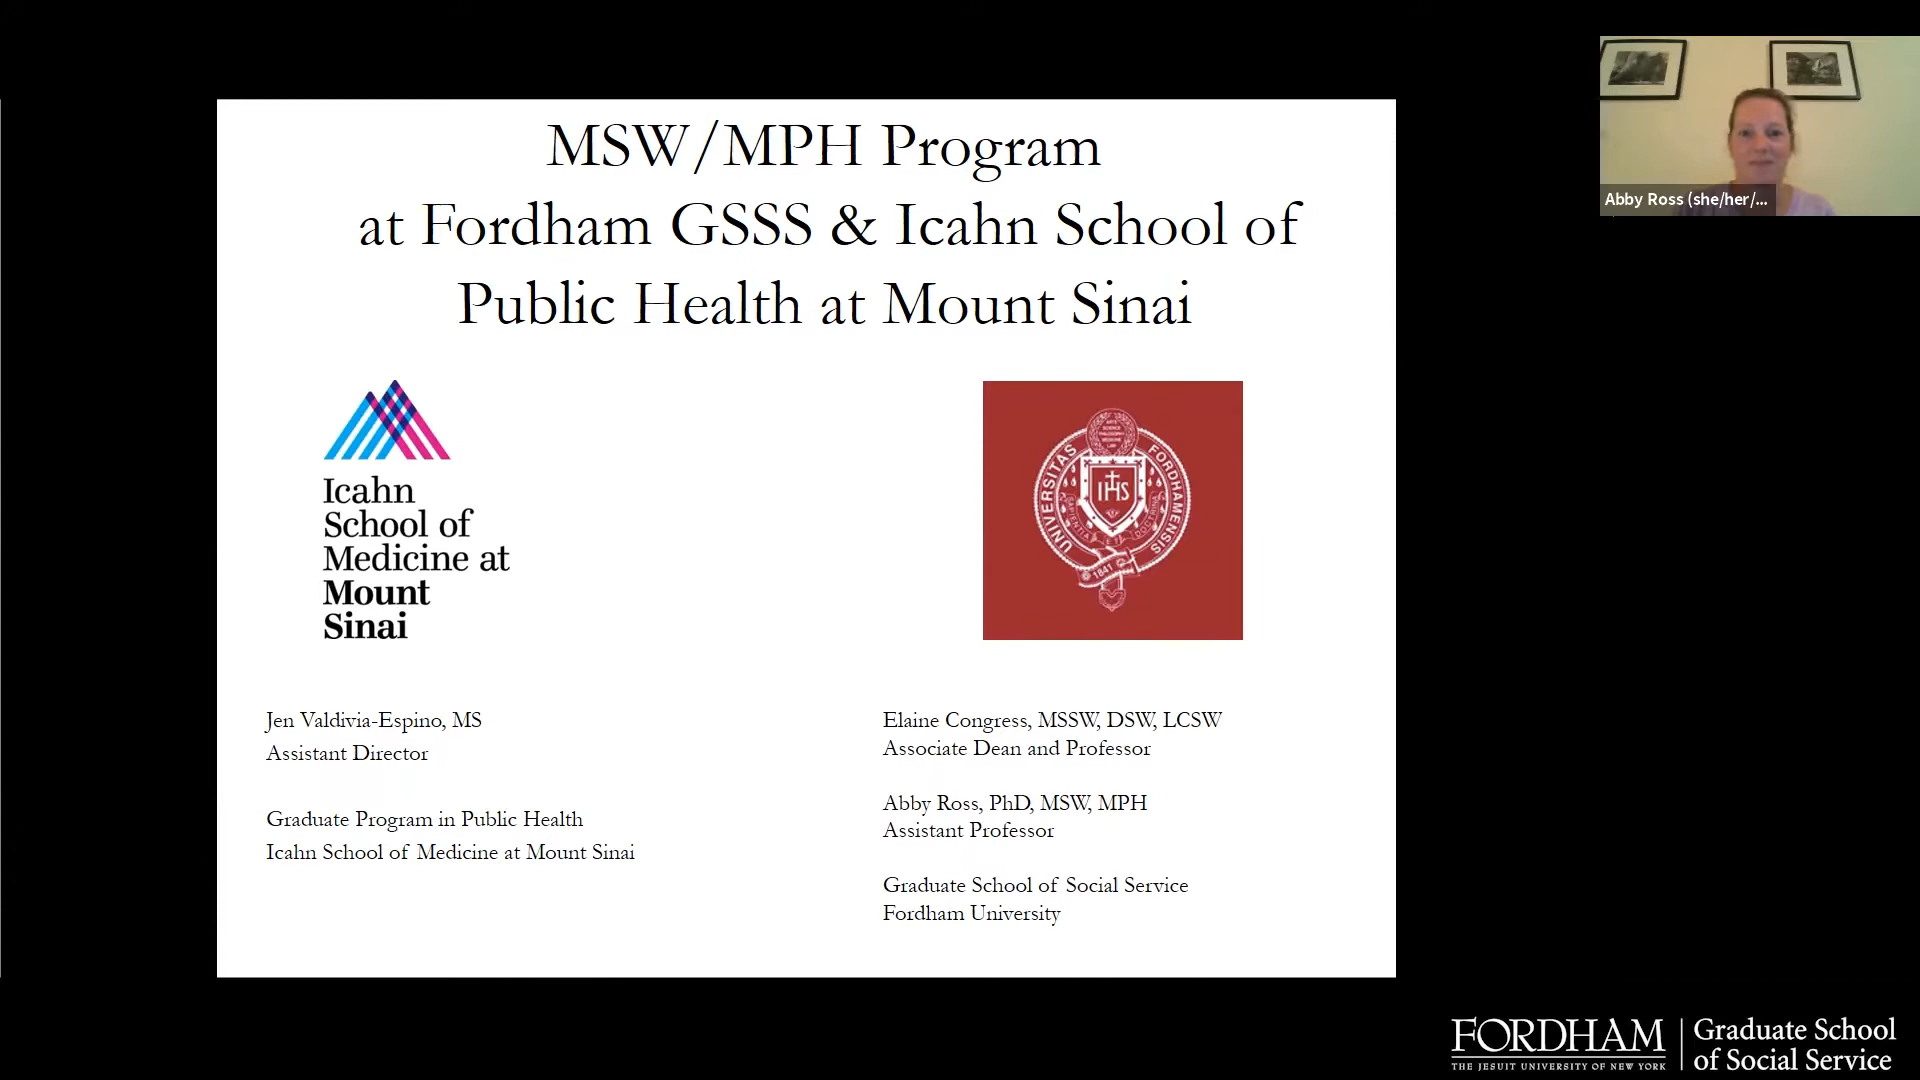 MSW/MPH Program
at Fordham GSSS & Icahn School of
Public Health at Mount Sinai
Icahn
School of
Medicine at
Mount
Sinai
UNIVERSITAS FORDHAMENSIS
IHS
SAPIENTIA ET DOCTRINA
1841
Jen Valdivia-Espino, MS
Assistant Director
Graduate Program in Public Health
Icahn School of Medicine at Mount Sinai
Elaine Congress, MSSW, DSW, LCSW
Associate Dean and Professor
Abby Ross, PhD, MSW, MPH
Assistant Professor
Graduate School of Social Service
Fordham University
Abby Ross (she/her/...
FORDHAM
THE JESUIT UNIVERSITY OF NEW YORK
Graduate School
of Social Service